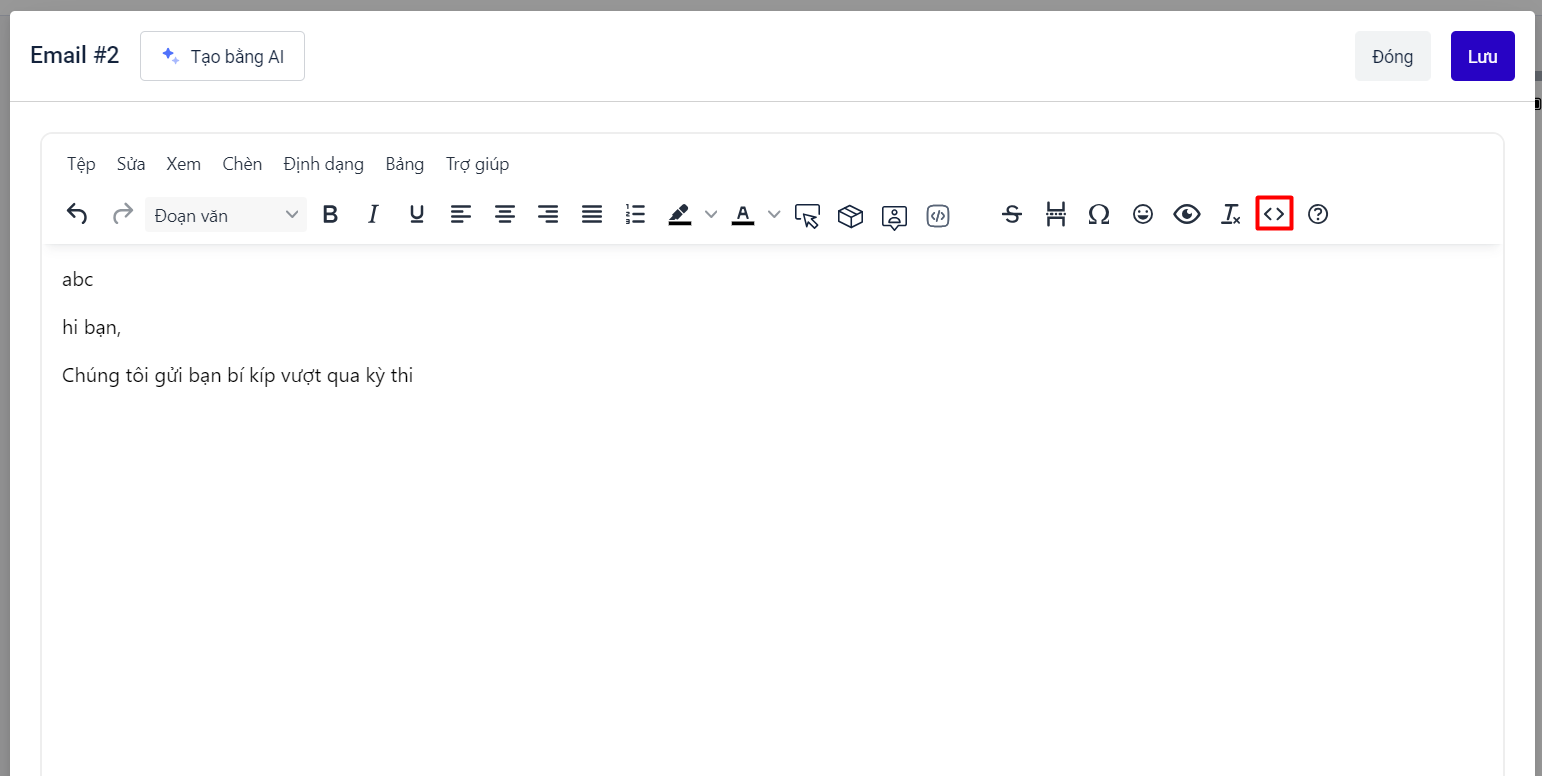 Email #2
Tạo bằng AI
Đóng
Lưu
Tệp Sửa Xem Chèn Định dạng Bảng Trợ giúp
Đoạn văn
abc
hi bạn,
Chúng tôi gửi bạn bí kíp vượt qua kỳ thi